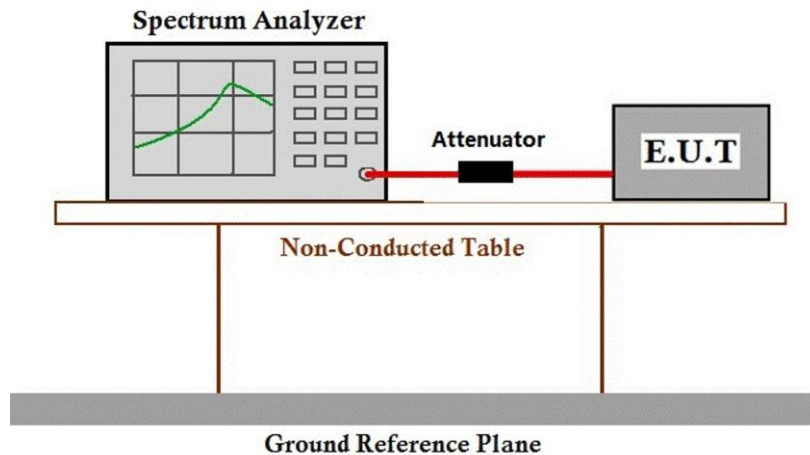 Spectrum Analyzer
Attenuator
E.U.T
Non-Conducted Table
Ground Reference Plane